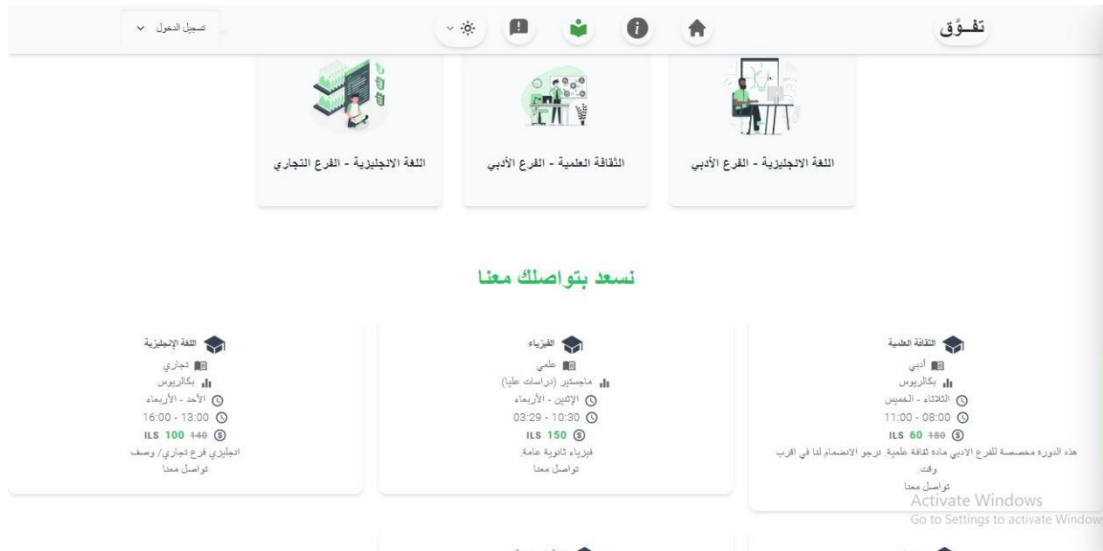 تفــوَّق
تسجيل الدخول
اللغة الانجليزية - الفرع الأدبي
الثقافة العلمية - الفرع الأدبي
اللغة الانجليزية - الفرع التجاري
نسعد بتواصلك معنا
الثقافة العلمية
أدبي
بكالريوس
الثلاثاء - الخميس
08:00 - 11:00
180 60 ILS
هذه الدوره مخصصة للفرع الادبي ماده ثقافة علمية. نرجو الانضمام لنا في اقرب
وقت.
تواصل معنا
الفيزياء
علمي
ماجستير (دراسات عليا)
الإثنين - الأربعاء
10:30 - 03:29
150 ILS
فيزياء ثانوية عامة.
تواصل معنا
اللغة الإنجليزية
تجاري
بكالريوس
الأحد - الأربعاء
13:00 - 16:00
140 100 ILS
انجليزي فرع تجاري/ وصف
تواصل معنا
Activate Windows
Go to Settings to activate Window